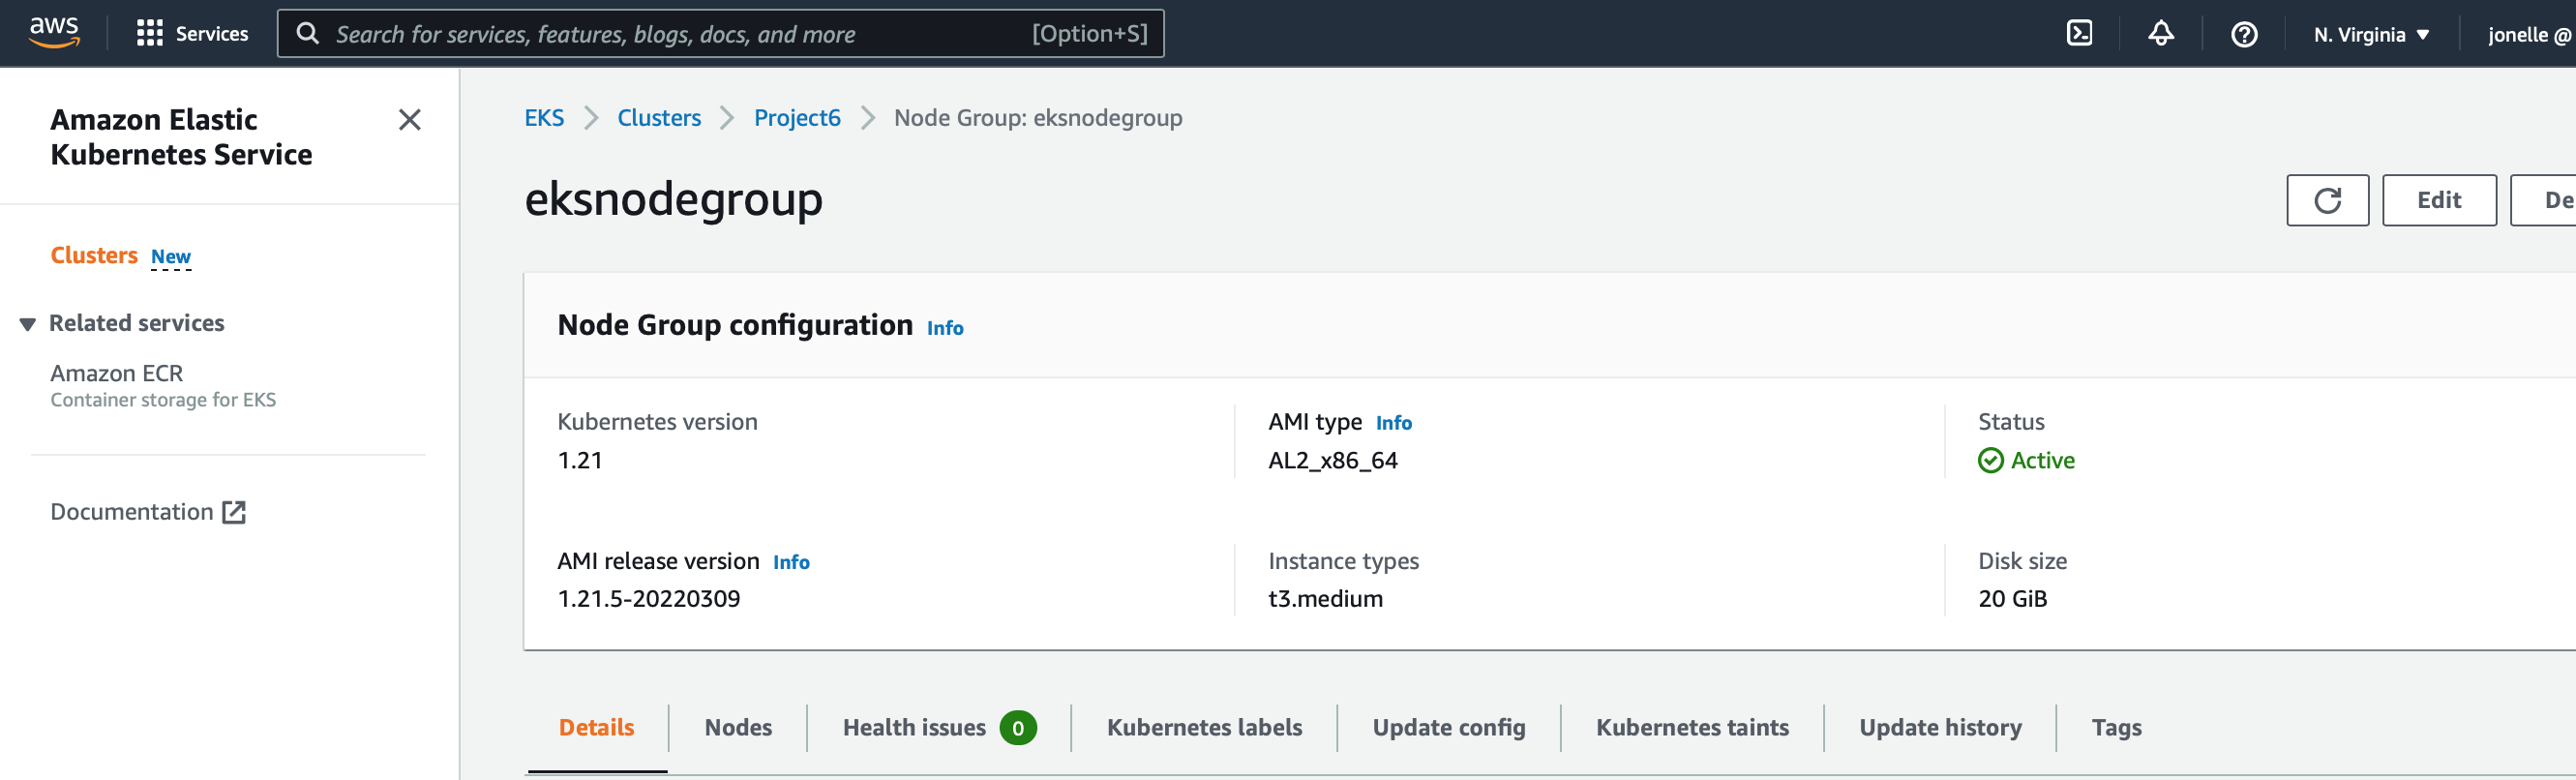 aws
Services
Search for services, features, blogs, docs, and more [Option+S]
N. Virginia
jonelle @
Amazon Elastic
Kubernetes Service
Clusters New
Related services
Amazon ECR
Container storage for EKS
Documentation
EKS Clusters Project6 Node Group: eksnodegroup
eksnodegroup
Edit
De
Node Group configuration Info
Kubernetes version
1.21
AMI type Info
AL2_x86_64
Status
Active
AMI release version Info
1.21.5-20220309
Instance types
t3.medium
Disk size
20 GiB
Details Nodes Health issues 0 Kubernetes labels Update config Kubernetes taints Update history Tags